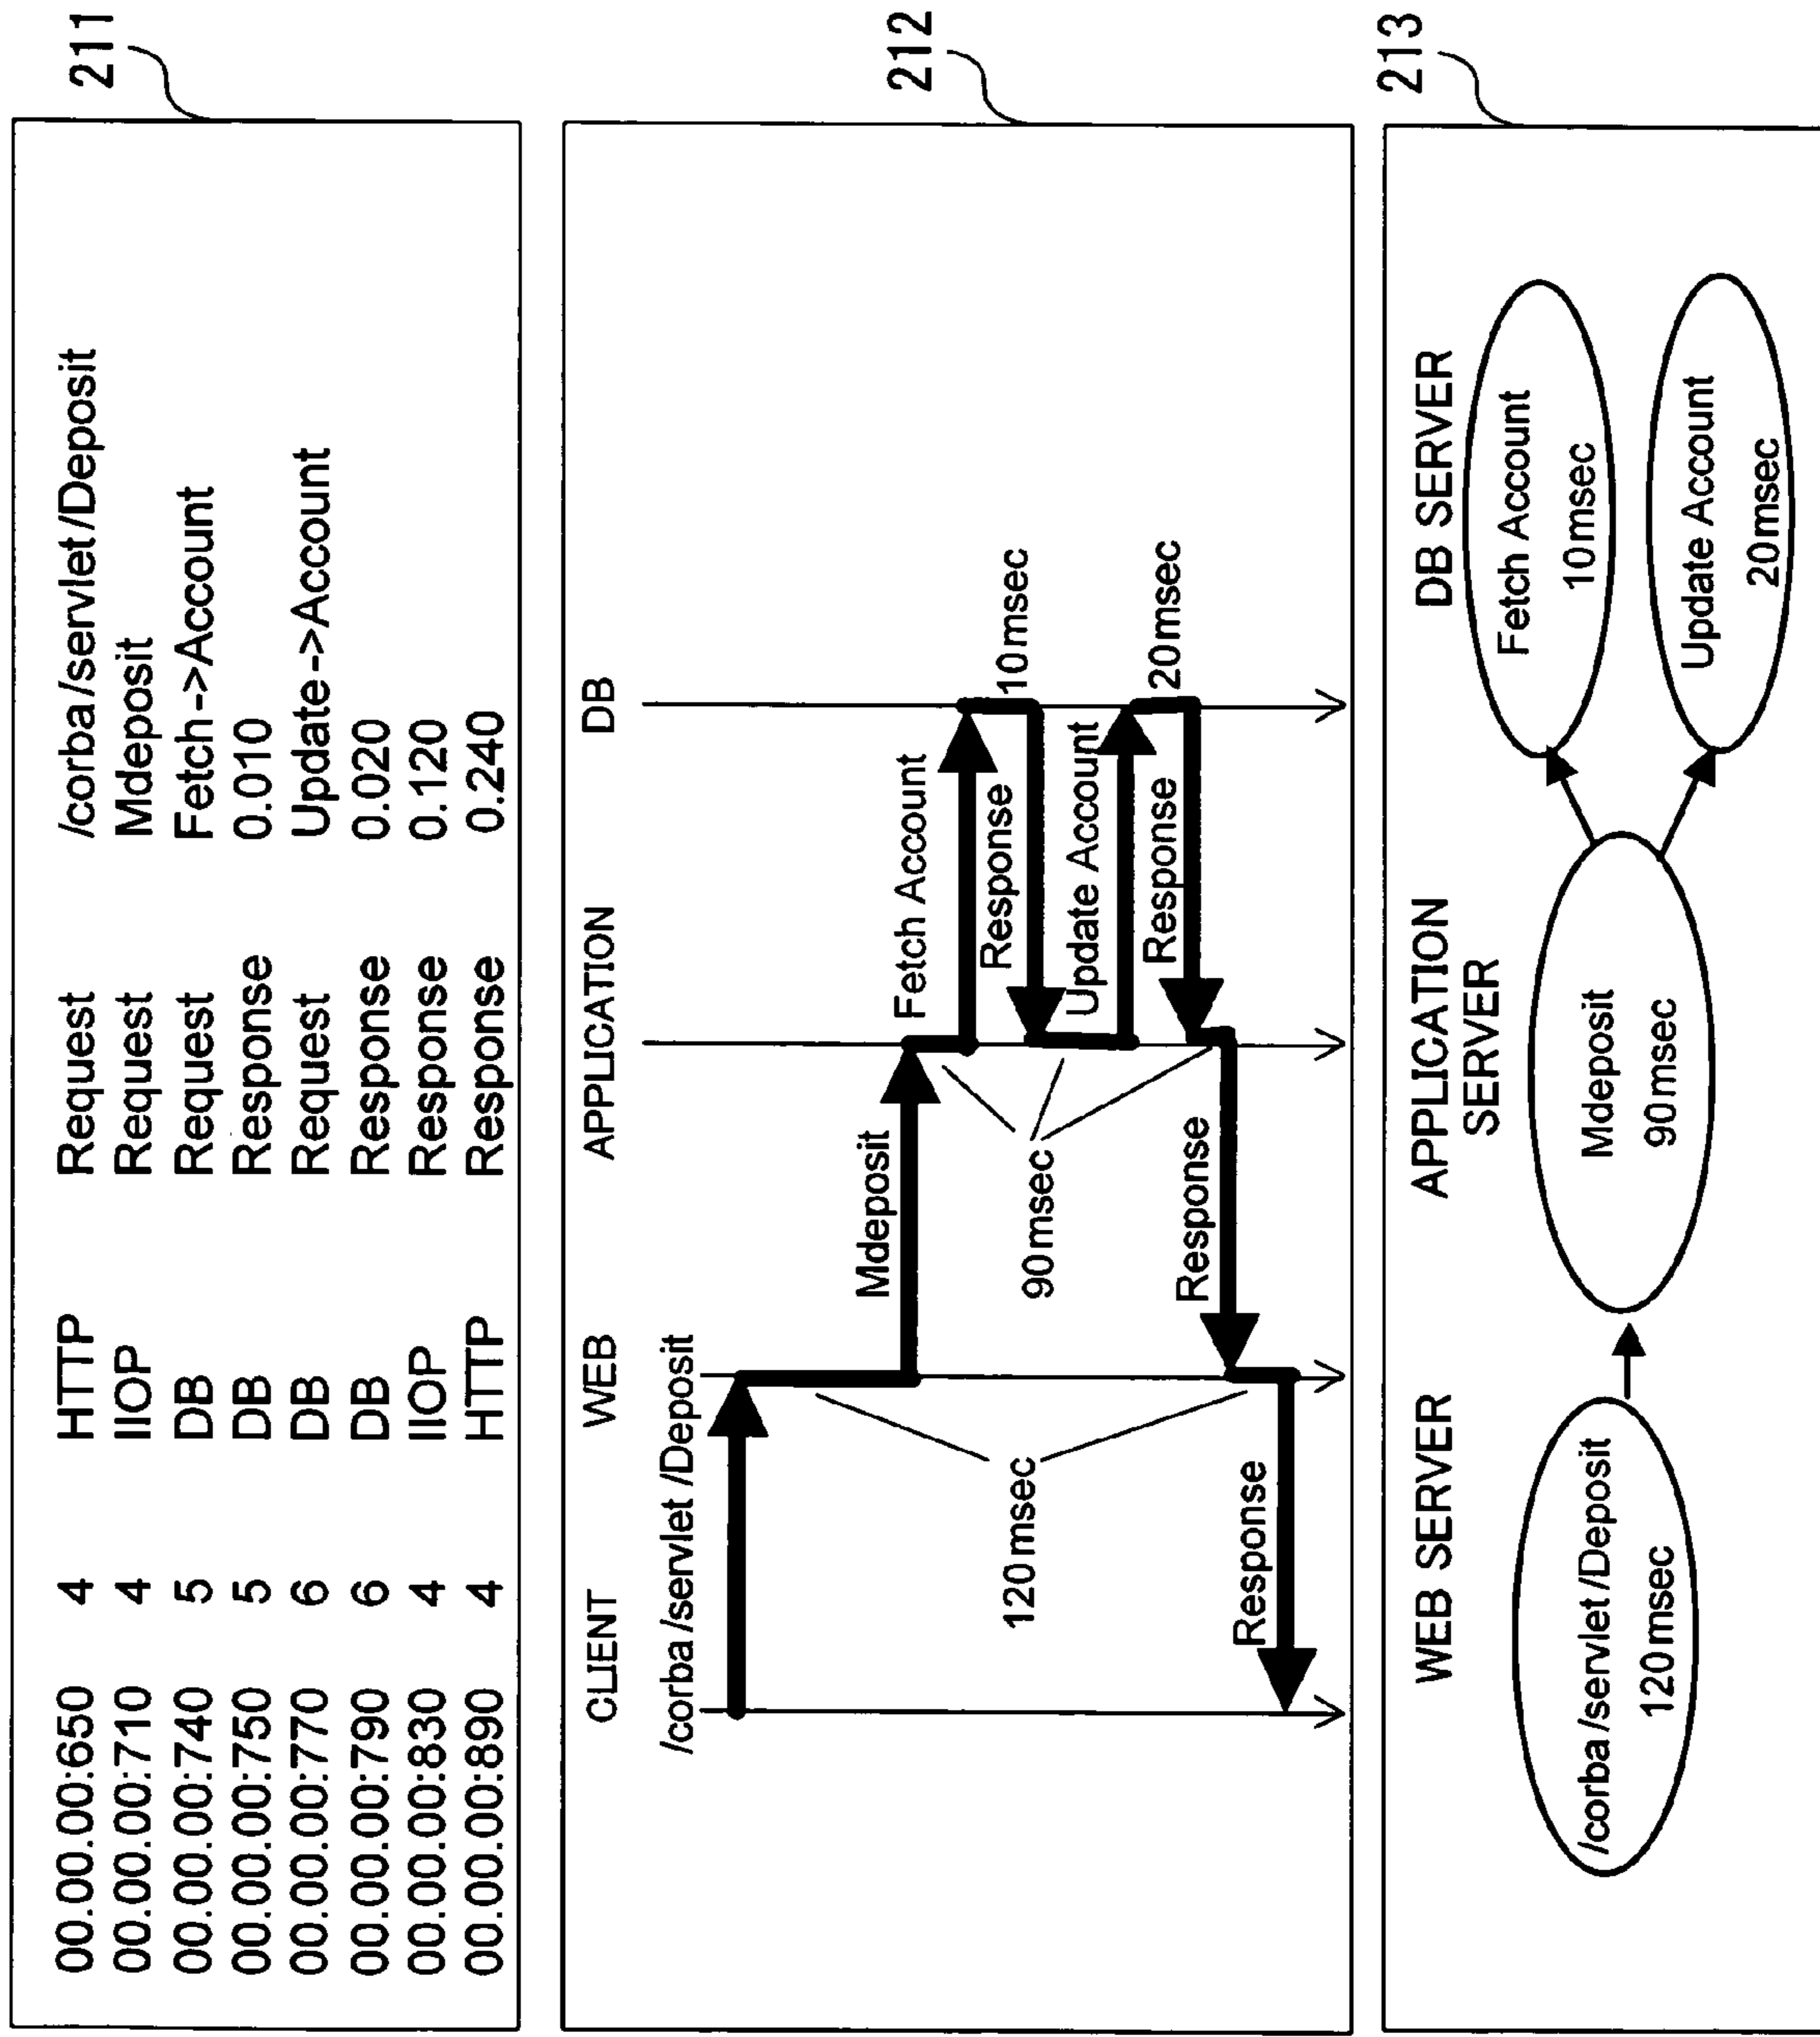 211
00.00.00:650 4 HTTP Request /corba/servlet/Deposit
00.00.00:710 4 IIOP Request Mdeposit
00.00.00:740 5 DB Request Fetch->Account
00.00.00:750 5 DB Response 0.010
00.00.00:770 6 DB Request Update->Account
00.00.00:790 6 DB Response 0.020
00.00.00:830 4 IIOP Response 0.120
00.00.00:890 4 HTTP Response 0.240
212
CLIENT WEB APPLICATION DB
/corba/servlet/Deposit
Mdeposit
Fetch Account
Response
10msec
90msec
120msec
Update Account
Response
20msec
Response
Response
213
WEB SERVER
APPLICATION
SERVER
DB SERVER
/corba/servlet/Deposit
120msec
Mdeposit
90msec
Fetch Account
10msec
Update Account
20msec